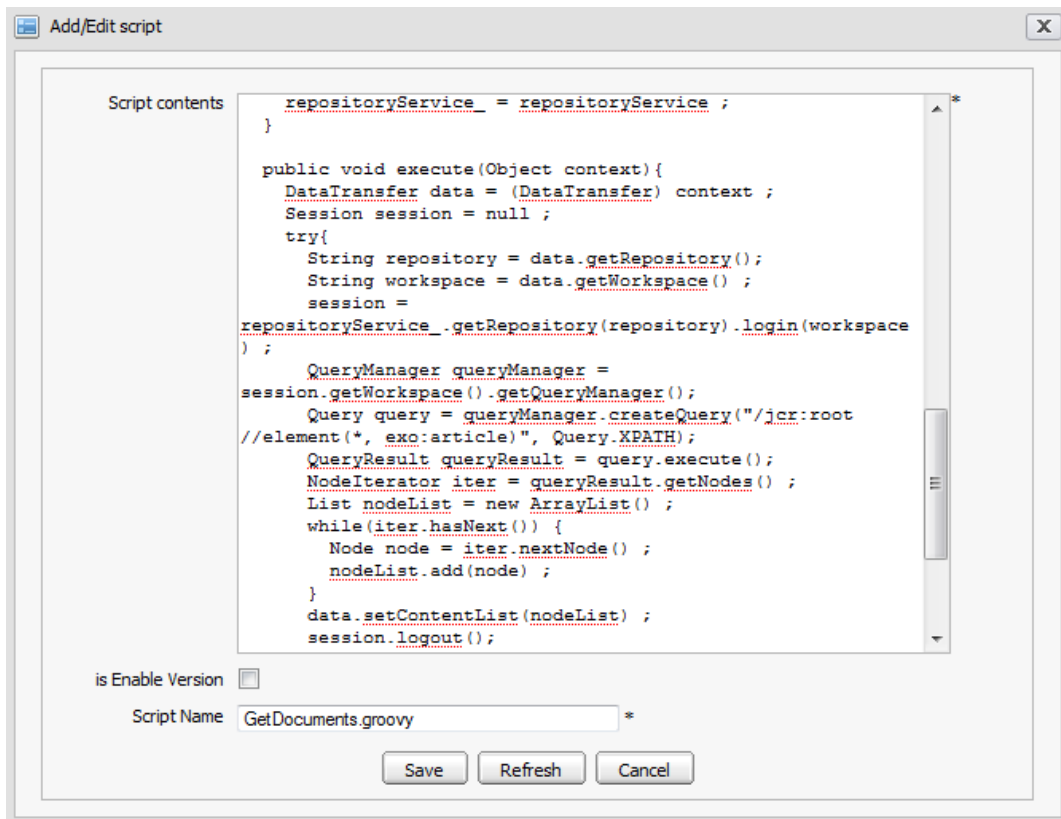 Add/Edit script
X
Script contents
repositoryService_ = repositoryService ;
*
}
public void execute(Object context){
DataTransfer data = (DataTransfer) context ;
Session session = null ;
try{
String repository = data.getRepository();
String workspace = data.getWorkspace() ;
session =
repositoryService_.getRepository(repository).login(workspace
) ;
QueryManager queryManager =
session.getWorkspace().getQueryManager();
Query query = queryManager.createQuery("/jcr:root
//element(*, exo:article)", Query.XPATH);
QueryResult queryResult = query.execute();
NodeIterator iter = queryResult.getNodes() ;
List nodeList = new ArrayList() ;
while(iter.hasNext()) {
Node node = iter.nextNode() ;
nodeList.add(node) ;
}
data.setContentList(nodeList) ;
session.logout();
is Enable Version
Script Name GetDocuments.groovy *
Save Refresh Cancel